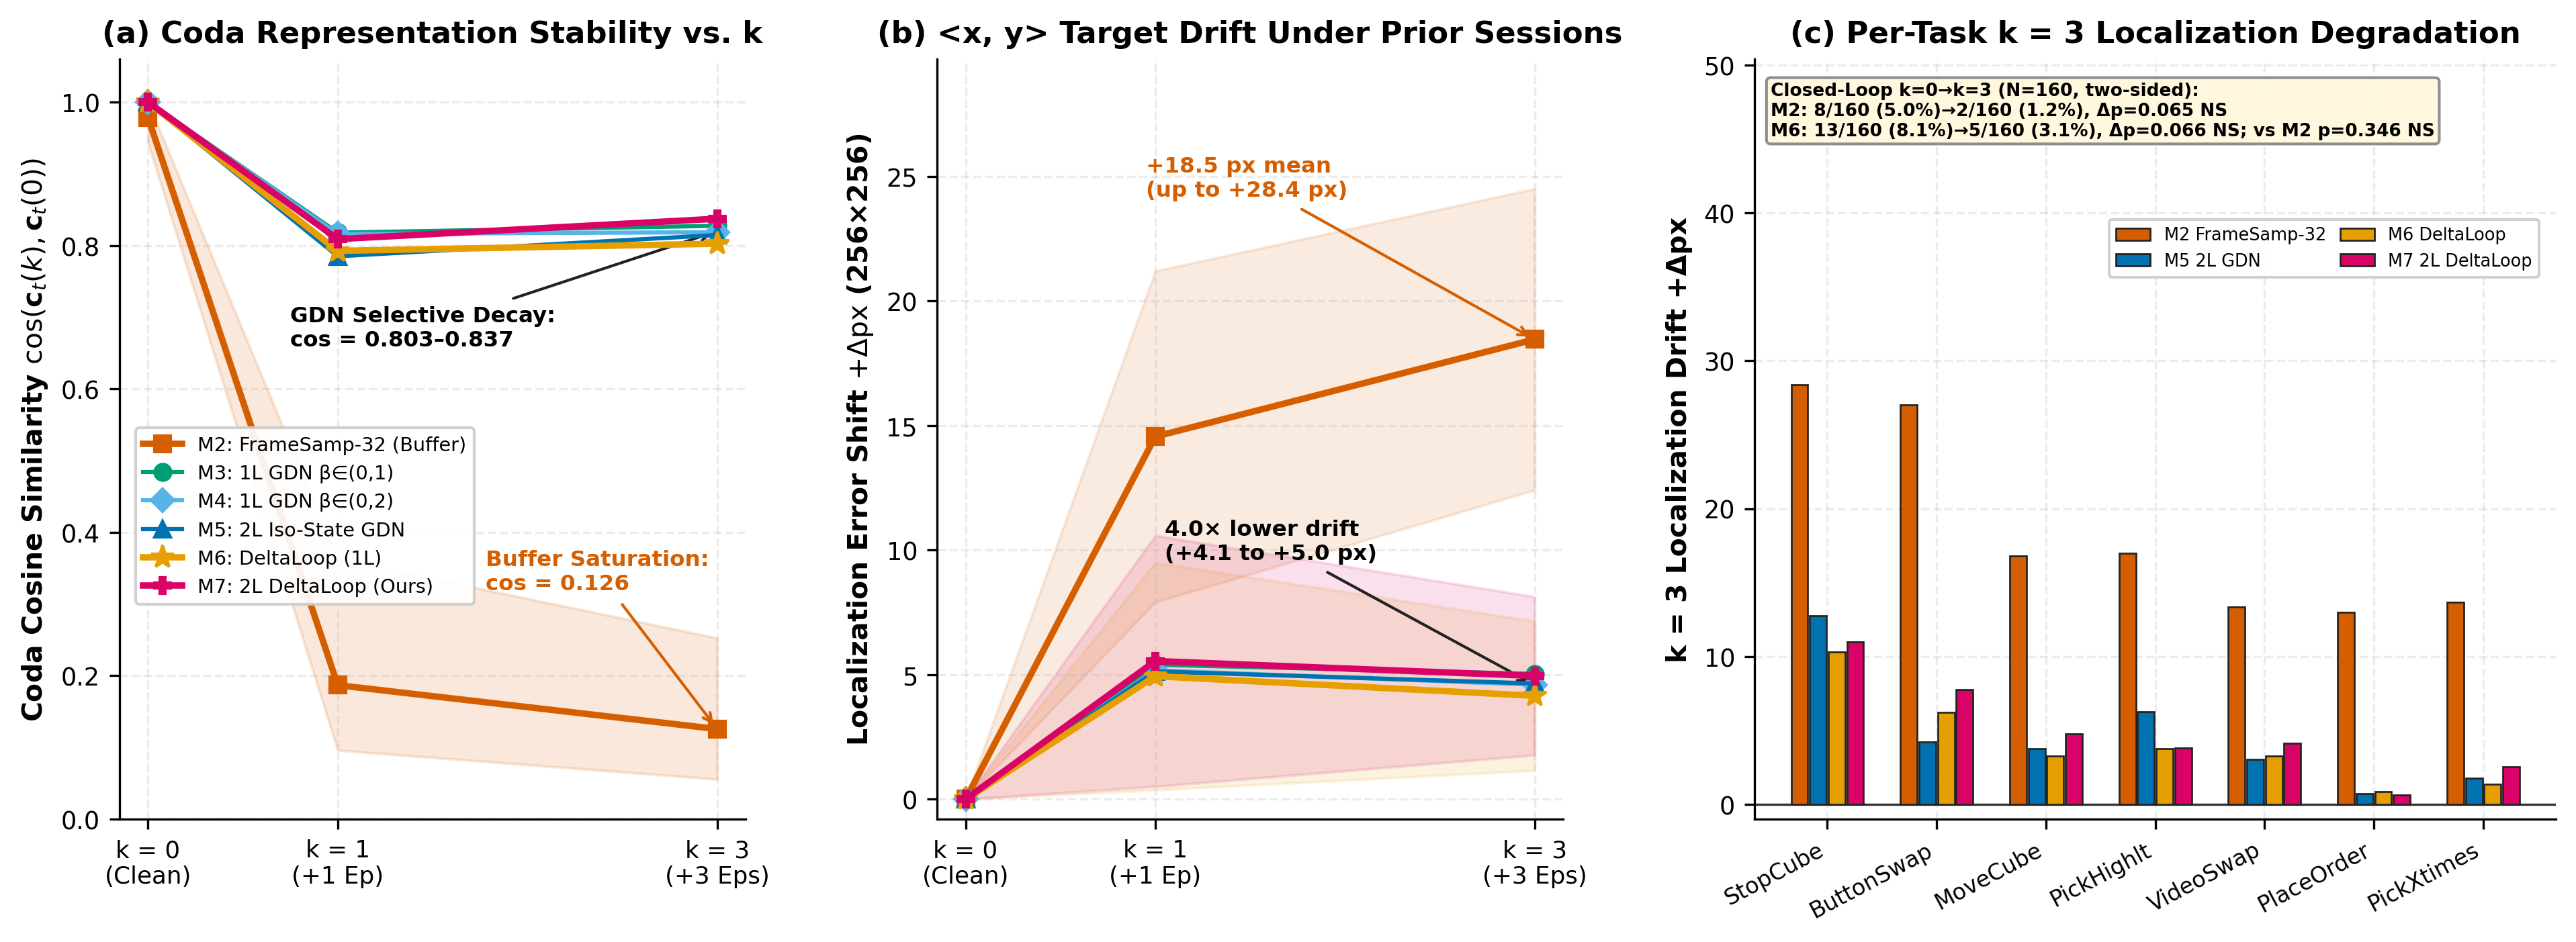 (a) Coda Representation Stability vs. k
Coda Cosine Similarity cos(c_t(k), c_t(0))
1.0
0.8
0.6
0.4
0.2
0.0
GDN Selective Decay:
cos = 0.803–0.837
M2: FrameSamp-32 (Buffer)
M3: 1L GDN β∈(0,1)
M4: 1L GDN β∈(0,2)
M5: 2L Iso-State GDN
M6: DeltaLoop (1L)
M7: 2L DeltaLoop (Ours)
Buffer Saturation:
cos = 0.126
k = 0
(Clean)
k = 1
(+1 Ep)
k = 3
(+3 Eps)
(b) <x, y> Target Drift Under Prior Sessions
Localization Error Shift +Δpx (256×256)
25
20
15
10
5
0
+18.5 px mean
(up to +28.4 px)
4.0× lower drift
(+4.1 to +5.0 px)
k = 0
(Clean)
k = 1
(+1 Ep)
k = 3
(+3 Eps)
(c) Per-Task k = 3 Localization Degradation
k = 3 Localization Drift +Δpx
50
40
30
20
10
0
Closed-Loop k=0→k=3 (N=160, two-sided):
M2: 8/160 (5.0%)→2/160 (1.2%), Δp=0.065 NS
M6: 13/160 (8.1%)→5/160 (3.1%), Δp=0.066 NS; vs M2 p=0.346 NS
M2 FrameSamp-32
M5 2L GDN
M6 DeltaLoop
M7 2L DeltaLoop
StopCube
ButtonSwap
MoveCube
PickHighlt
VideoSwap
PlaceOrder
PickXtimes